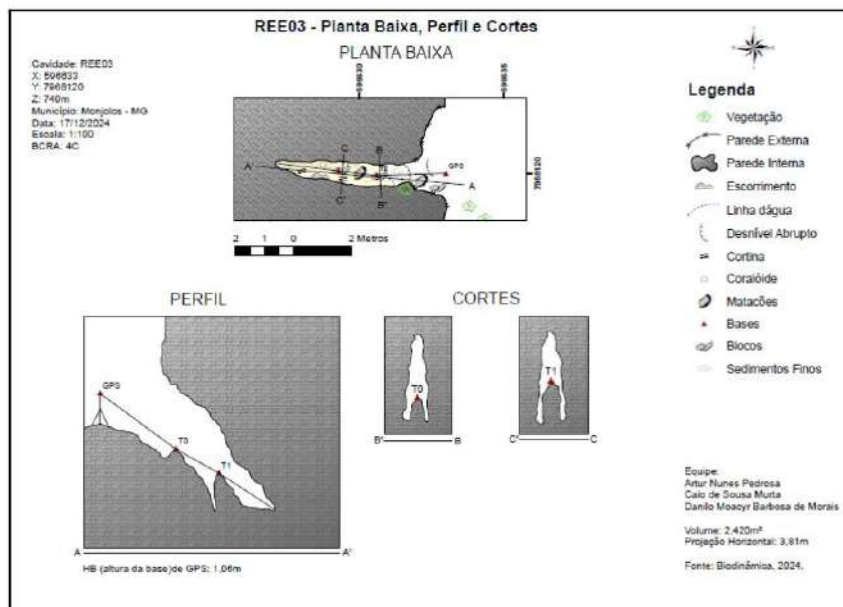 REE03 - Planta Baixa, Perfil e Cortes
PLANTA BAIXA
Cavidade: REE03
X: 596633
Y: 7968120
Z: 740m
Município: Monjolos - MG
Data: 17/12/2024
Escala: 1:100
BCRA: 4C
596630
596635
7968120
A'
C
B
GPS
C'
B'
A
2 1 0 2 Metros
PERFIL
GPS
T0
T1
A A'
HB (altura da base)de GPS: 1,06m
CORTES
T0
B' B
T1
C' C
Legenda
Vegetação
Parede Externa
Parede Interna
Escorrimento
Linha dágua
Desnível Abrupto
Cortina
Coralóide
Matacões
Bases
Blocos
Sedimentos Finos
Equipe:
Artur Nunes Pedrosa
Caio de Sousa Murta
Danilo Moacyr Barbosa de Morais
Volume: 2,420m³
Projeção Horizontal: 3,81m
Fonte: Biodinâmica, 2024.